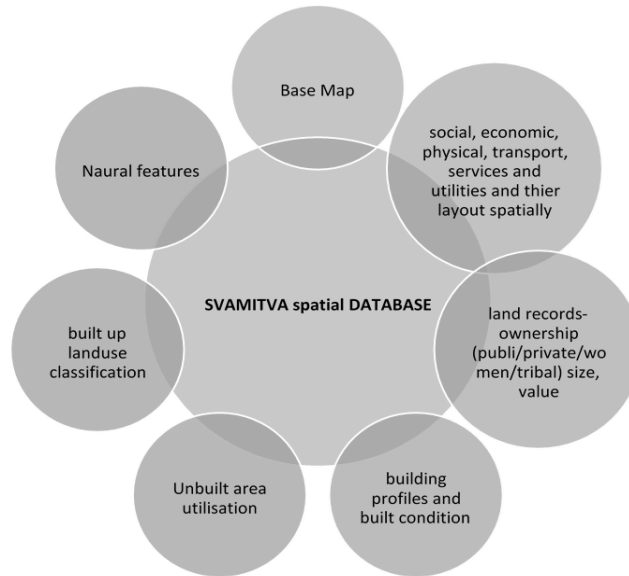 Base Map
social, economic,
physical, transport,
services and
utilities and thier
layout spatially
Naural features
SVAMITVA spatial DATABASE
land records-
ownership
(publi/private/wo
men/tribal) size,
value
built up
landuse
classification
Unbuilt area
utilisation
building
profiles and
built condition